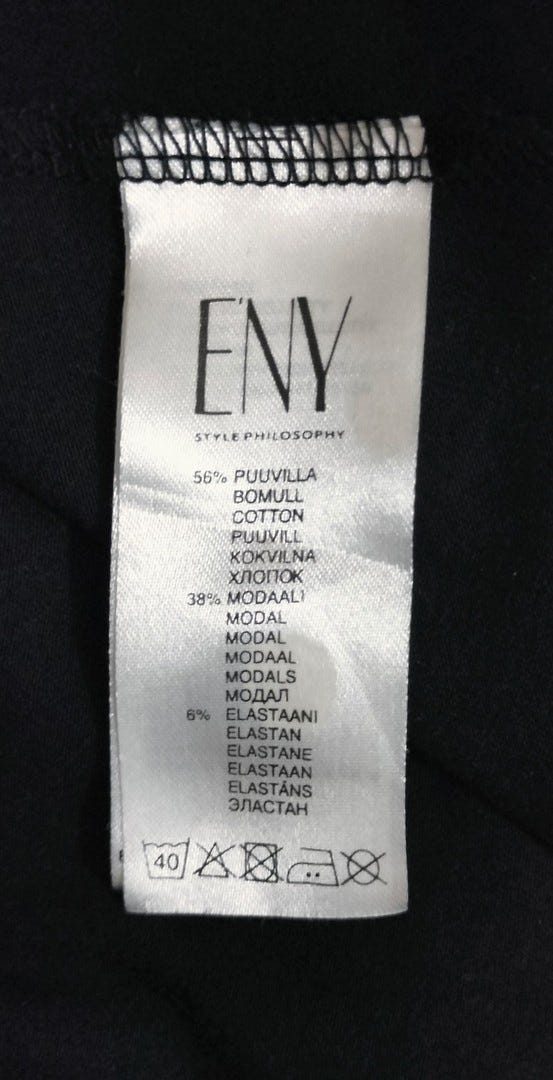 E'NY
STYLE PHILOSOPHY
56% PUUVILLA
BOMULL
COTTON
PUUVILL
KOKVILNA
ХЛОПОК
38% MODAALI
MODAL
MODAL
MODAAL
MODALS
МОДАЛ
6% ELASTAANI
ELASTAN
ELASTANE
ELASTAAN
ELASTĀNS
ЭЛАСТАН
40